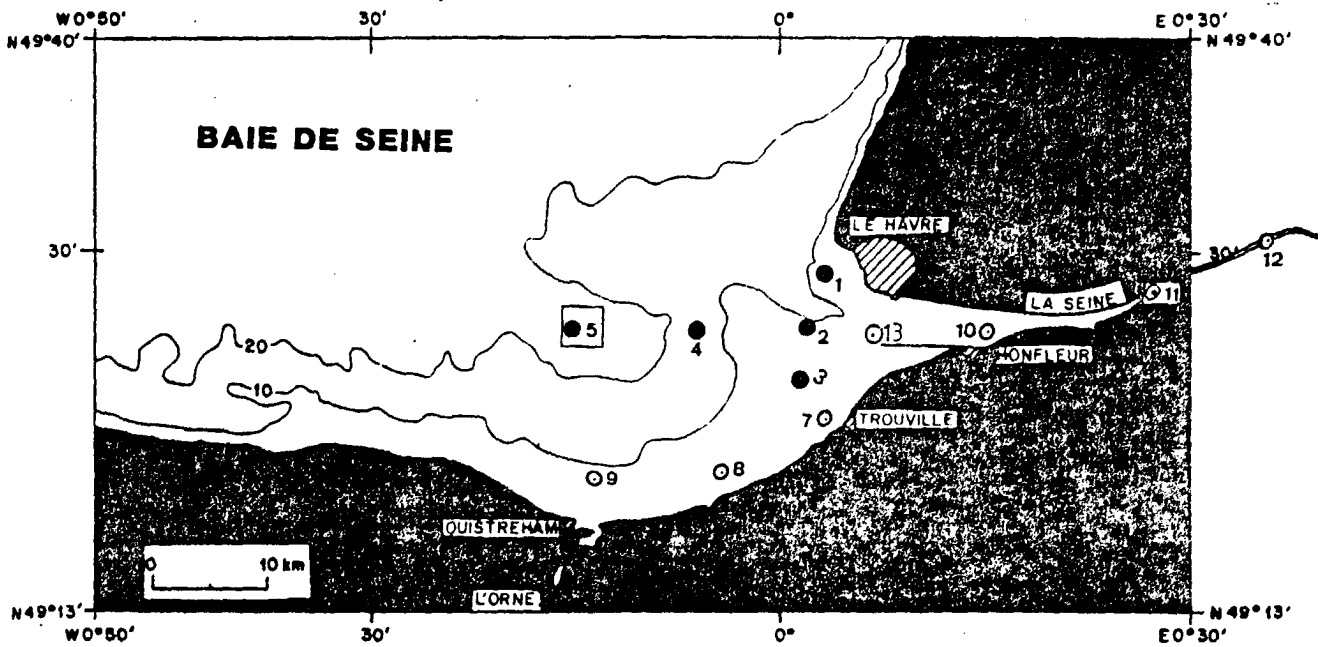 W0°50' 30' 0° E0°30'
N49°40' N49°40'
BAIE DE SEINE
LE HAVRE
30' 30'
12
1
11
LA SEINE
5
4
2
13
10
HONFLEUR
20
10
3
7
TROUVILLE
8
9
OUISTREHAM
0 10 km
L'ORNE
N49°13' N49°13'
W0°50' 30' 0° E0°30'